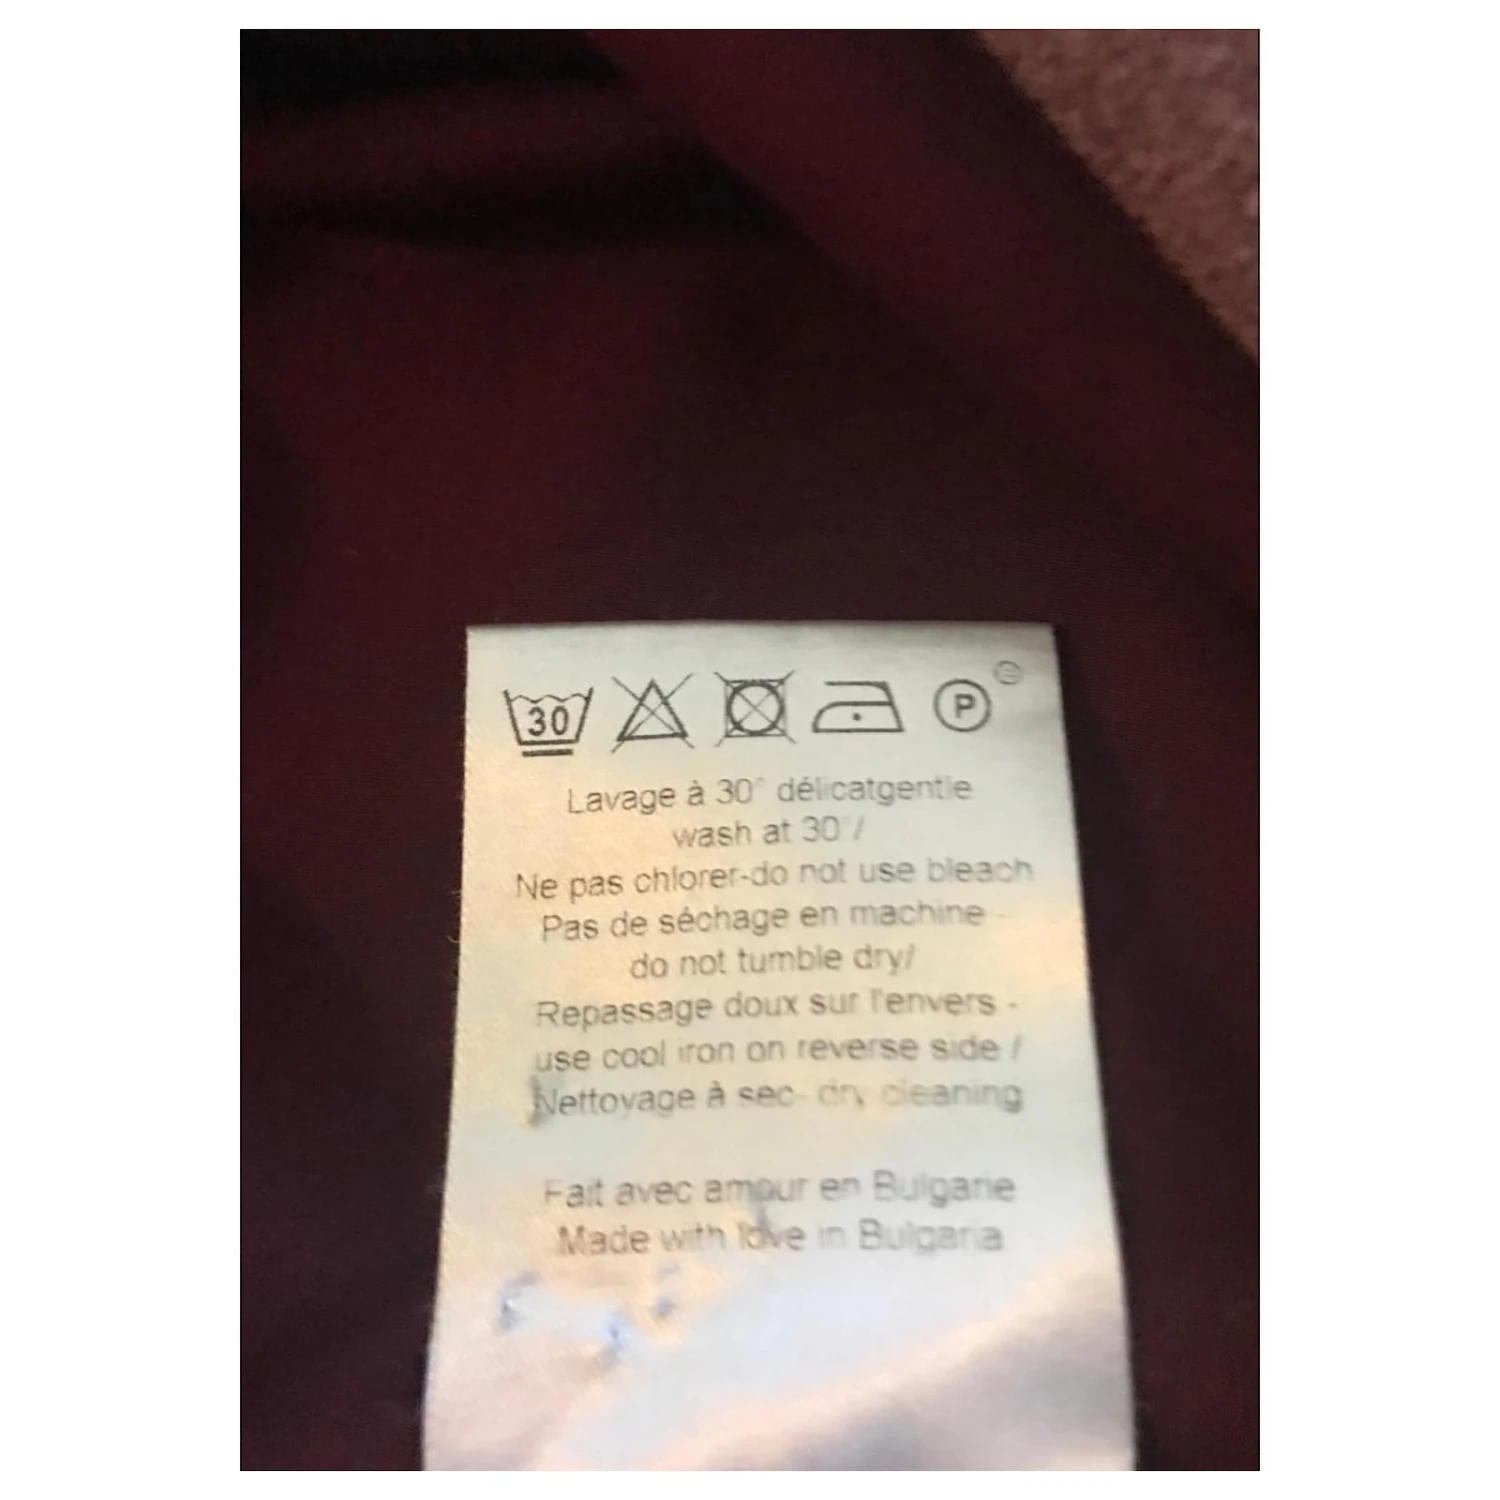 30 P
Lavage à 30° délicatgentle
wash at 30°/
Ne pas chlorer-do not use bleach
Pas de séchage en machine -
do not tumble dry/
Repassage doux sur l'envers -
use cool iron on reverse side /
Nettoyage à sec- dry cleaning
Fait avec amour en Bulgarie
Made with love in Bulgaria